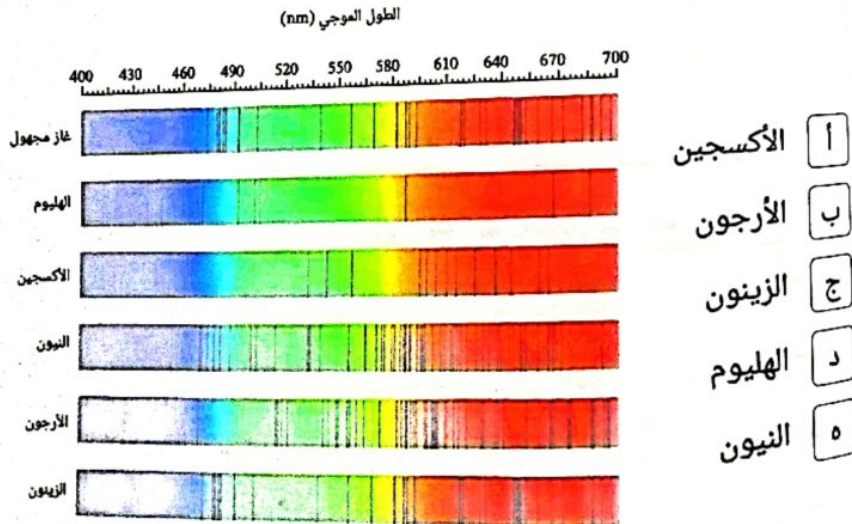 الطول الموجي (nm)
400 430 460 490 520 550 580 610 640 670 700
غاز مجهول
الهليوم
الأكسجين
النيون
الأرجون
الزينون
أ الأكسجين
ب الأرجون
ج الزينون
د الهليوم
ه النيون